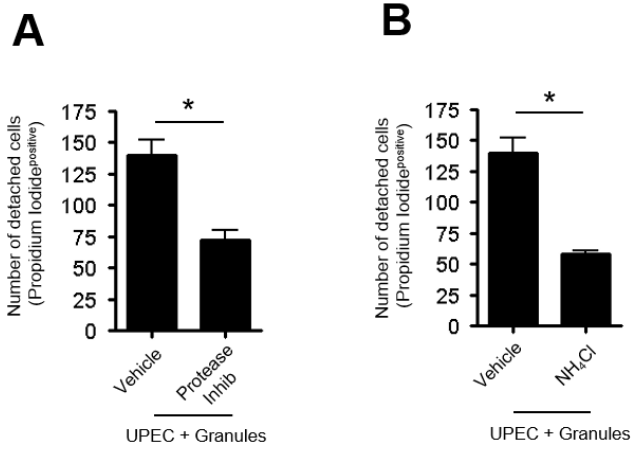 A
Number of detached cells
(Propidium Iodidepositive)
175
150
125
100
75
50
25
0
*
Vehicle
Protease
Inhib
UPEC + Granules
B
Number of detached cells
(Propidium Iodidepositive)
175
150
125
100
75
50
25
0
*
Vehicle
NH4Cl
UPEC + Granules